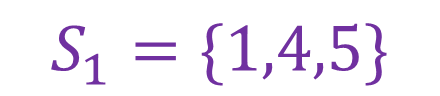 S₁ = {1,4,5}